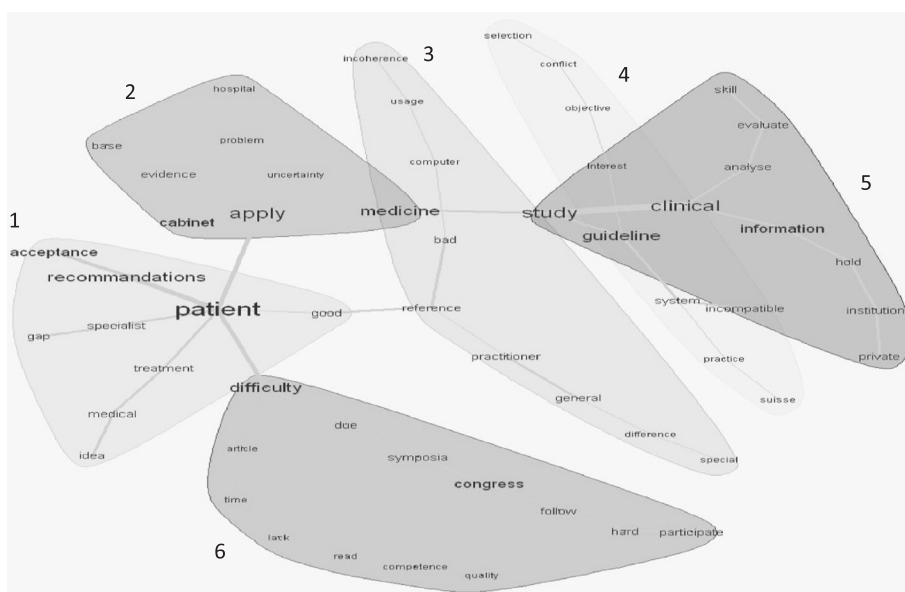 selection
incoherence
3
conflict
4
2
hospital
skill
usage
objective
evaluate
base
problem
computer
interest
analyse
evidence
uncertainty
5
1
cabinet
apply
medicine
study
clinical
guideline
information
acceptance
bad
recommandations
hold
patient
good
reference
system
incompatible
institution
gap
specialist
practitioner
practice
private
treatment
difficulty
general
suisse
medical
due
difference
idea
article
symposia
special
congress
time
follow
lack
hard
participate
6
read
competence
quality